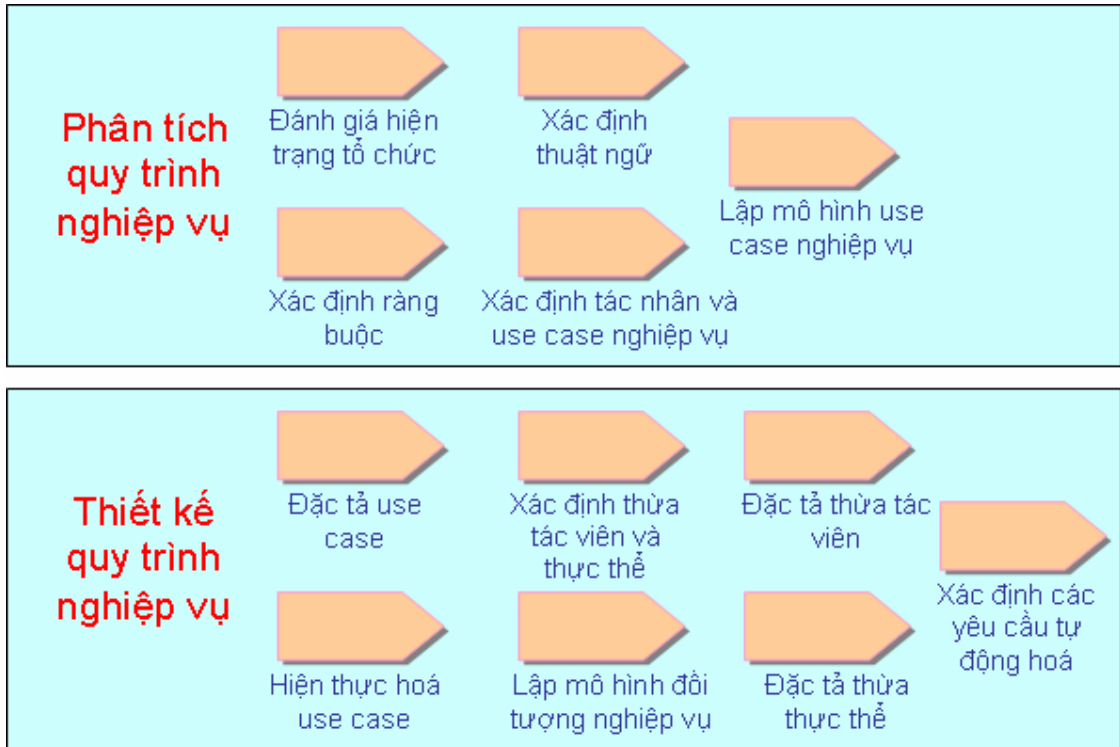 Phân tích
quy trình
nghiệp vụ
Đánh giá hiện
trạng tổ chức
Xác định
thuật ngữ
Lập mô hình use
case nghiệp vụ
Xác định ràng
buộc
Xác định tác nhân và
use case nghiệp vụ
Thiết kế
quy trình
nghiệp vụ
Đặc tả use
case
Xác định thừa
tác viên và
thực thể
Đặc tả thừa tác
viên
Xác định các
yêu cầu tự
động hoá
Hiện thực hoá
use case
Lập mô hình đối
tượng nghiệp vụ
Đặc tả thừa
thực thể